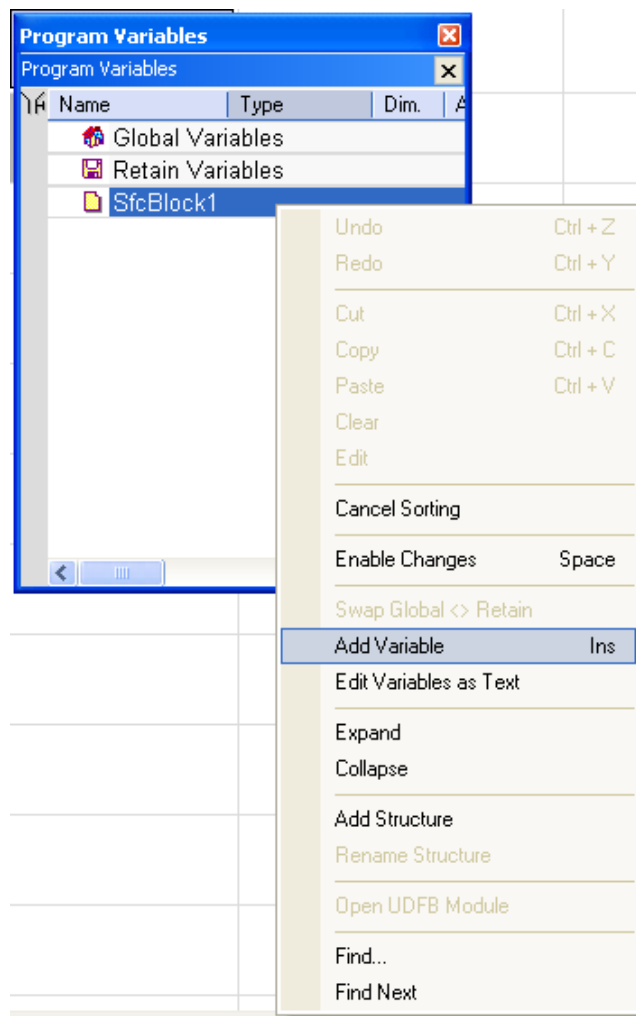 Program Variables
Program Variables
Name Type Dim. A
Global Variables
Retain Variables
SfcBlock1
Undo Ctrl + Z
Redo Ctrl + Y
Cut Ctrl + X
Copy Ctrl + C
Paste Ctrl + V
Clear
Edit
Cancel Sorting
Enable Changes Space
Swap Global <> Retain
Add Variable Ins
Edit Variables as Text
Expand
Collapse
Add Structure
Rename Structure
Open UDFB Module
Find...
Find Next